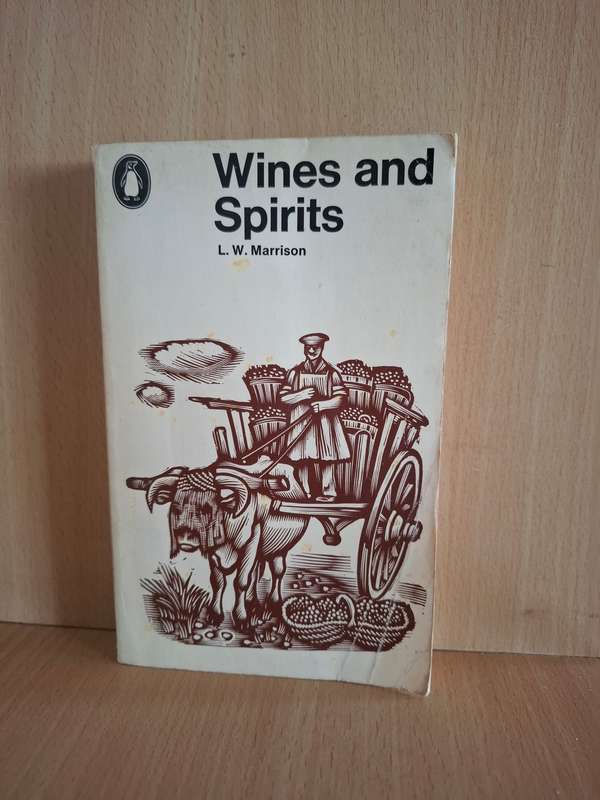 Wines and
Spirits
L. W. Marrison